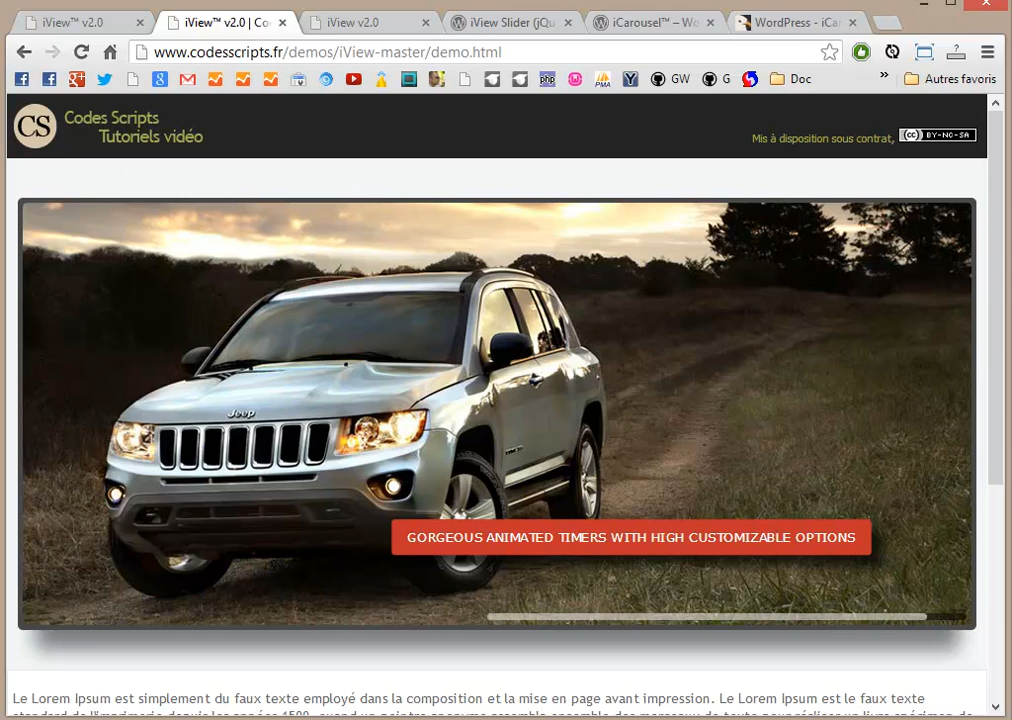 iView™ v2.0
iView™ v2.0 | Co
iView v2.0
iView Slider (jQu
iCarousel™ – Wo
WordPress - iCar
www.codesscripts.fr/demos/iView-master/demo.html
GW
G
Doc
»
Autres favoris
CS
Codes Scripts
Tutoriels vidéo
Mis à disposition sous contrat,
cc BY-NC-SA
Jeep
GORGEOUS ANIMATED TIMERS WITH HIGH CUSTOMIZABLE OPTIONS
Le Lorem Ipsum est simplement du faux texte employé dans la composition et la mise en page avant impression. Le Lorem Ipsum est le faux texte